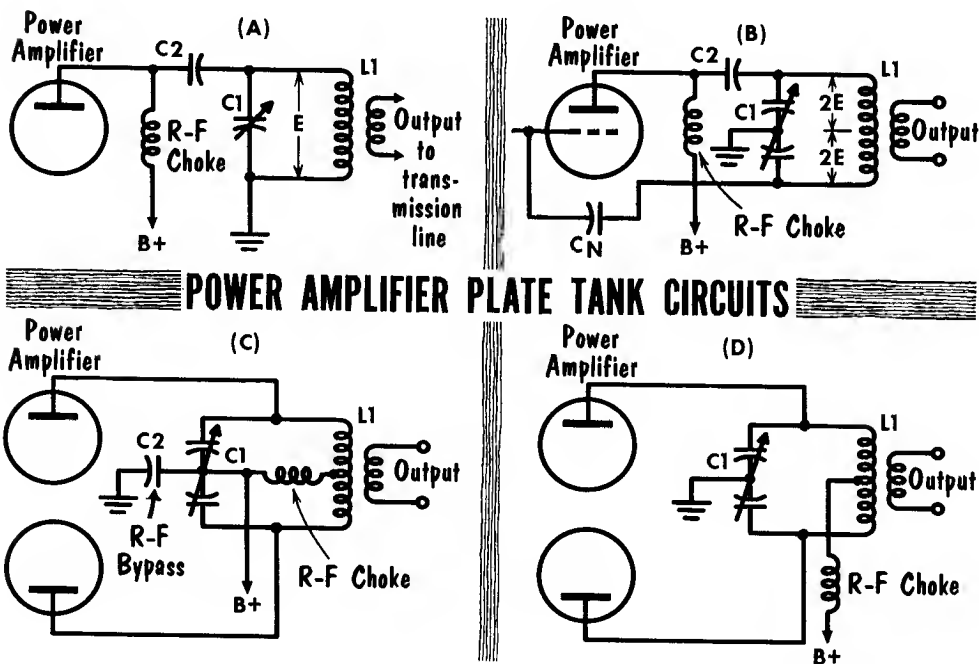 (A)
Power
Amplifier
C2
L1
C1
E
R-F
Choke
Output
to
trans-
mission
line
B+
(B)
Power
Amplifier
C2
L1
C1
2E
2E
Output
R-F Choke
CN
B+
POWER AMPLIFIER PLATE TANK CIRCUITS
(C)
Power
Amplifier
L1
C2
C1
Output
R-F
Bypass
R-F Choke
B+
(D)
Power
Amplifier
L1
C1
Output
R-F Choke
B+